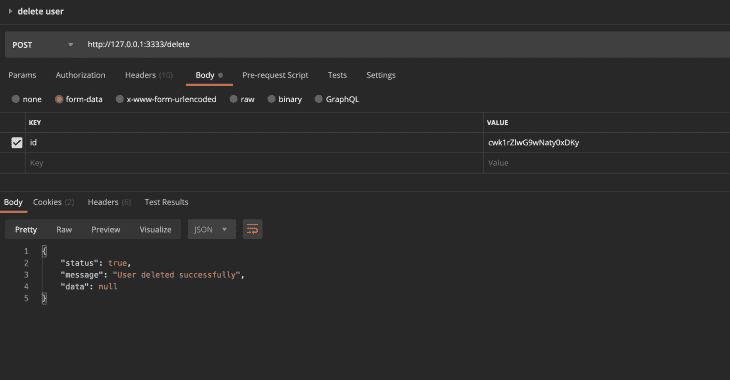 delete user
POST http://127.0.0.1:3333/delete
Params Authorization Headers (10) Body Pre-request Script Tests Settings
none form-data x-www-form-urlencoded raw binary GraphQL
KEY VALUE
id cwk1rZlwG9wNaty0xDKy
Key Value
Body Cookies (2) Headers (6) Test Results
Pretty Raw Preview Visualize JSON
1 {
2 "status": true,
3 "message": "User deleted successfully",
4 "data": null
5 }